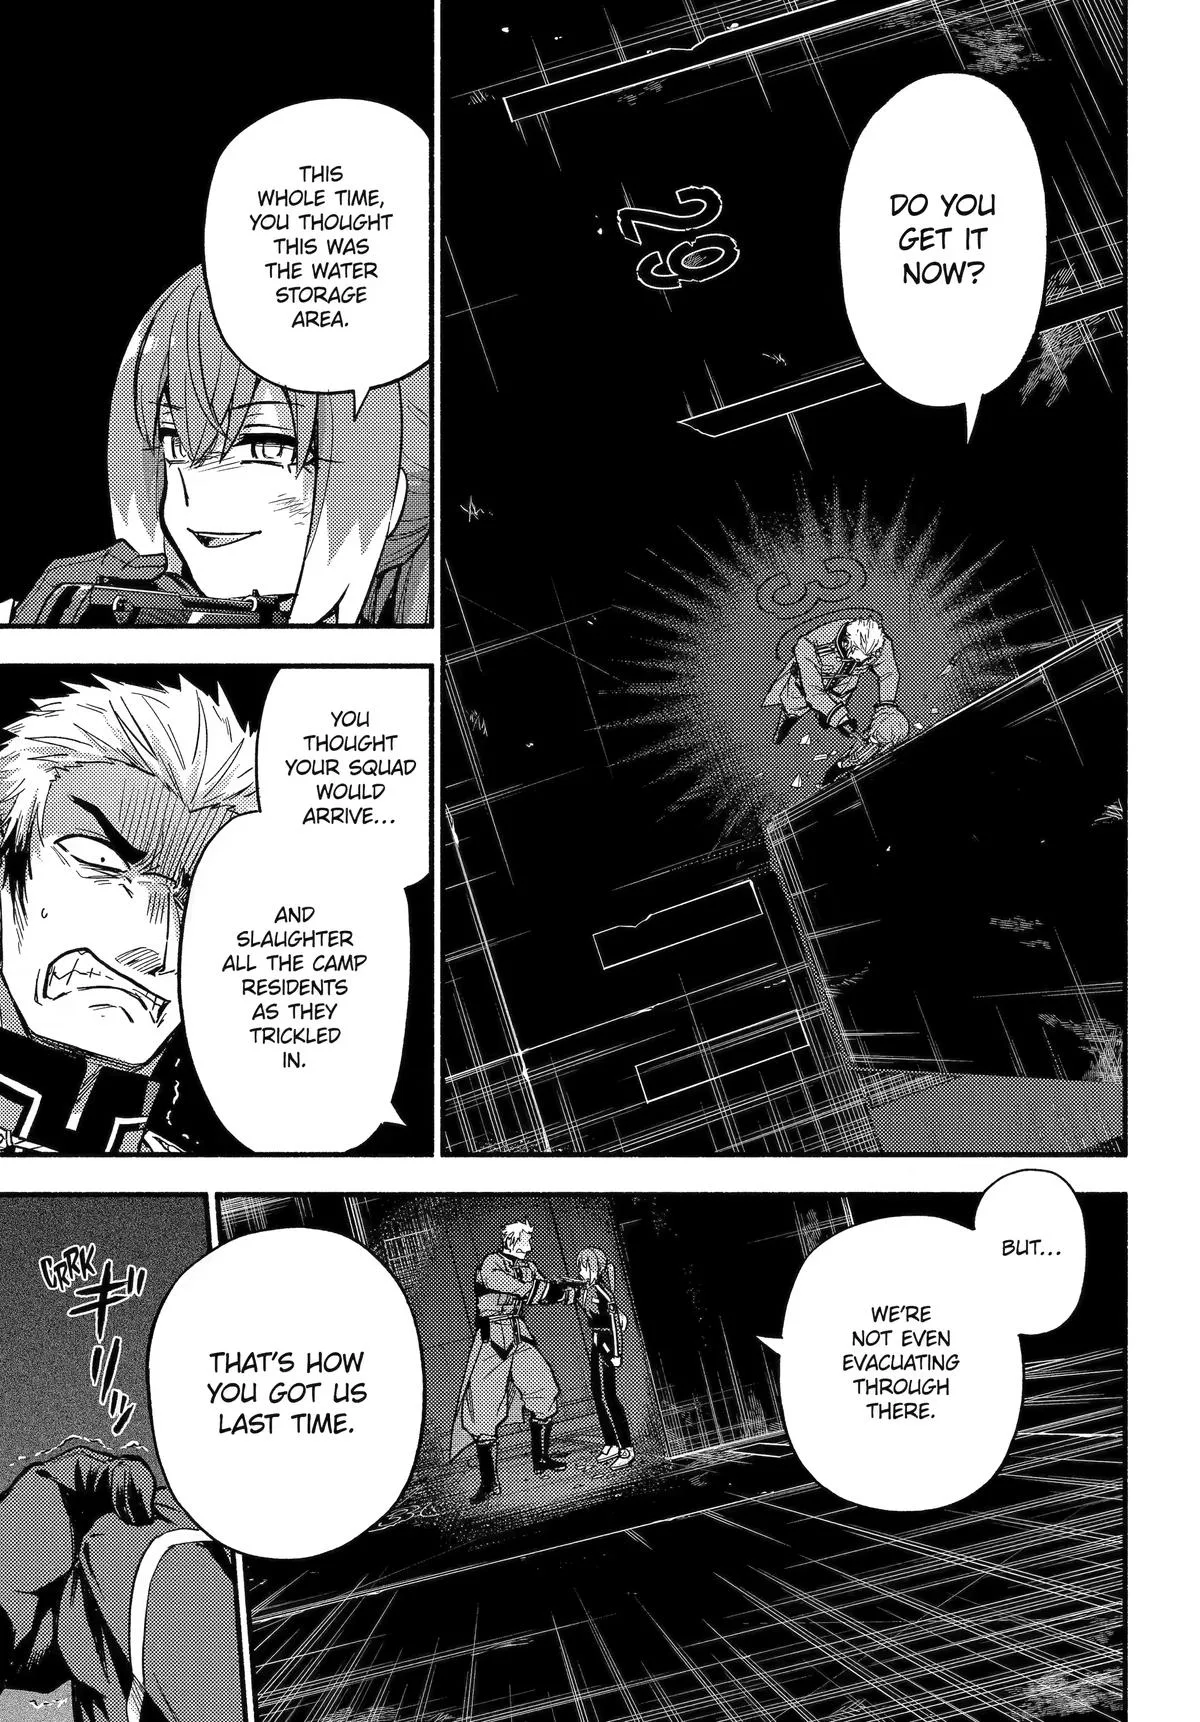 DO YOU
GET IT
NOW?
26
THIS
WHOLE TIME,
YOU THOUGHT
THIS WAS
THE WATER
STORAGE
AREA.
YOU
THOUGHT
YOUR SQUAD
WOULD
ARRIVE...
AND
SLAUGHTER
ALL THE CAMP
RESIDENTS
AS THEY
TRICKLED
IN.
BUT...
WE'RE
NOT EVEN
EVACUATING
THROUGH
THERE.
THAT'S HOW
YOU GOT US
LAST TIME.
CRRK
ギリッ